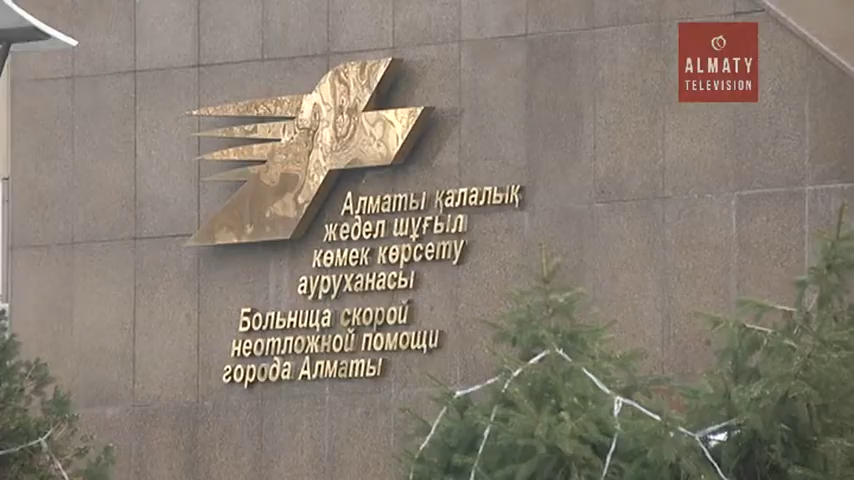 ALMATY
TELEVISION
Алматы қалалық
жедел шұғыл
көмек көрсету
ауруханасы
Больница скорой
неотложной помощи
города Алматы